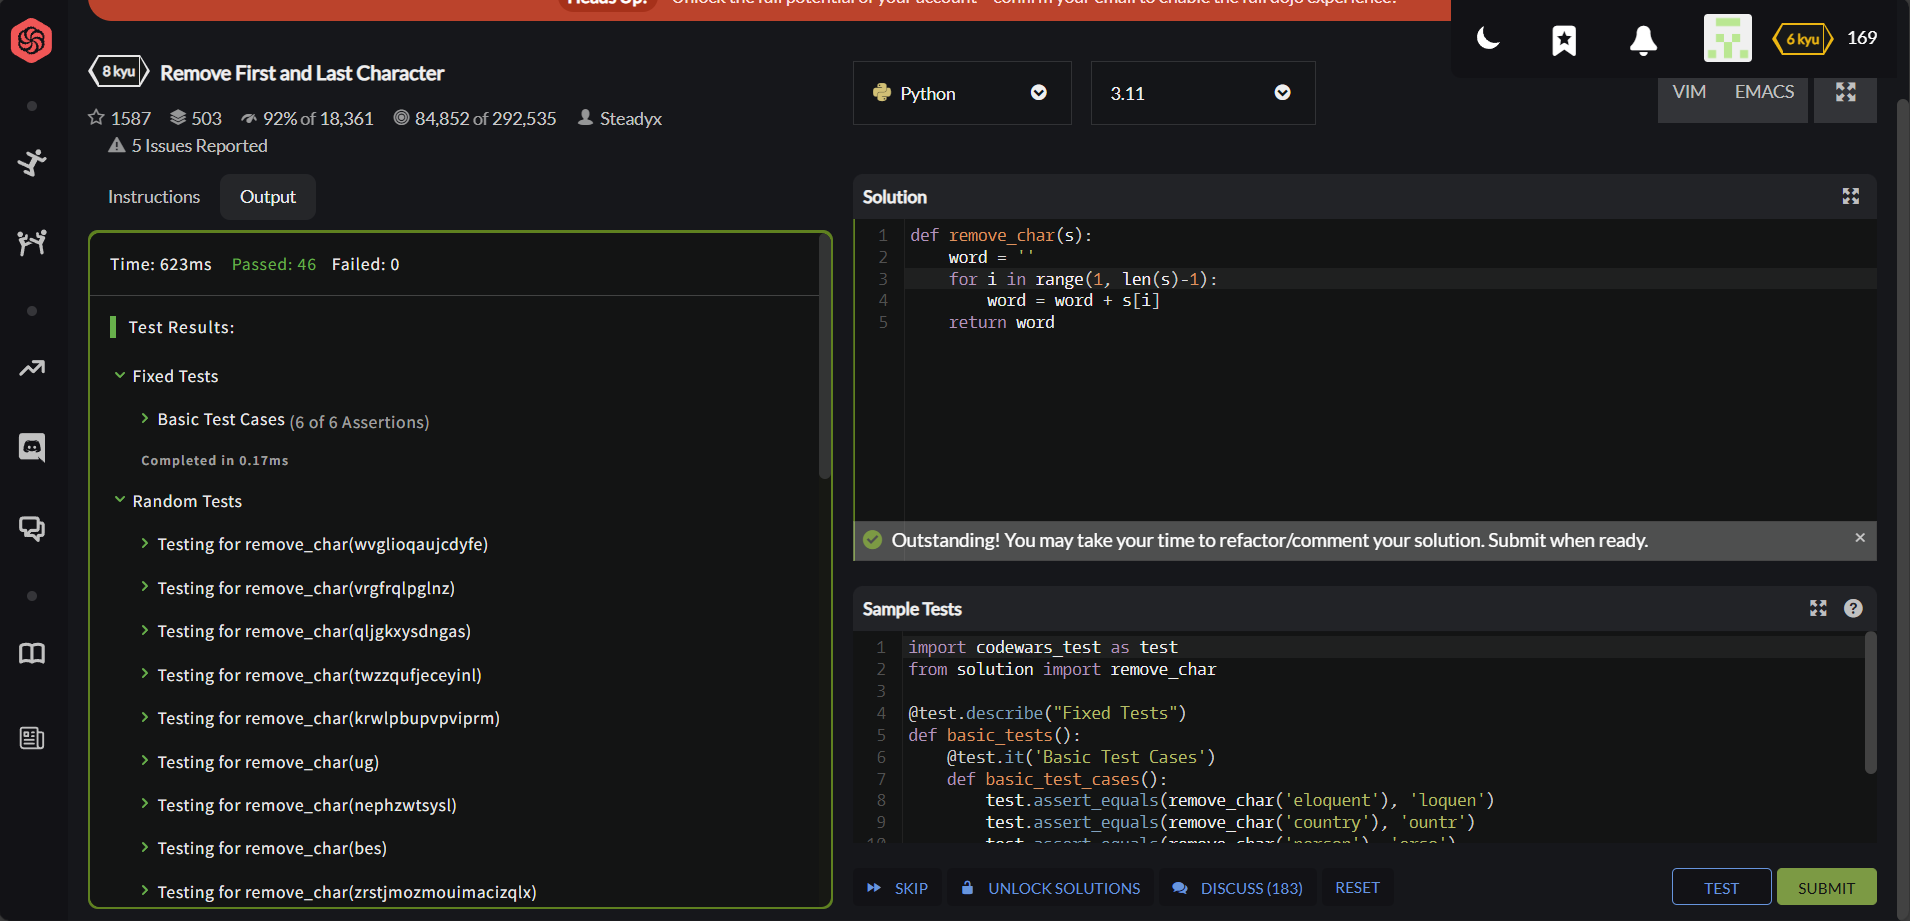 Heads Up! Unlock the full potential of your account - confirm your email to enable the full dojo experience!
6 kyu 169
8 kyu Remove First and Last Character
1587 503 92% of 18,361 84,852 of 292,535 Steadyx
5 Issues Reported
Python 3.11
VIM EMACS
Instructions Output
Time: 623ms Passed: 46 Failed: 0
Test Results:
Fixed Tests
Basic Test Cases (6 of 6 Assertions)
Completed in 0.17ms
Random Tests
Testing for remove_char(wvglioqaujcdyfe)
Testing for remove_char(vrgfrqlpglnz)
Testing for remove_char(qljgkxysdngas)
Testing for remove_char(twzzqufjeceyinl)
Testing for remove_char(krwlpbupvpviprm)
Testing for remove_char(ug)
Testing for remove_char(nephzwtsysl)
Testing for remove_char(bes)
Testing for remove_char(zrstjmozmouimacizqlx)
Solution
1 def remove_char(s):
2 word = ''
3 for i in range(1, len(s)-1):
4 word = word + s[i]
5 return word
Outstanding! You may take your time to refactor/comment your solution. Submit when ready.
Sample Tests
1 import codewars_test as test
2 from solution import remove_char
3
4 @test.describe("Fixed Tests")
5 def basic_tests():
6 @test.it('Basic Test Cases')
7 def basic_test_cases():
8 test.assert_equals(remove_char('eloquent'), 'loquen')
9 test.assert_equals(remove_char('country'), 'ountr')
10 test.assert_equals(remove_char('person'), 'erso')
SKIP UNLOCK SOLUTIONS DISCUSS (183) RESET
TEST SUBMIT